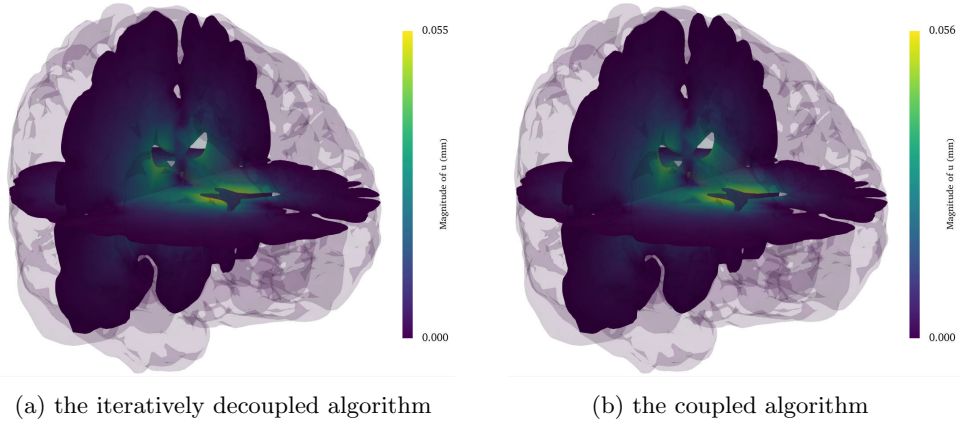 0.055
Magnitude of u (mm)
0.000
(a) the iteratively decoupled algorithm
0.056
Magnitude of u (mm)
0.000
(b) the coupled algorithm